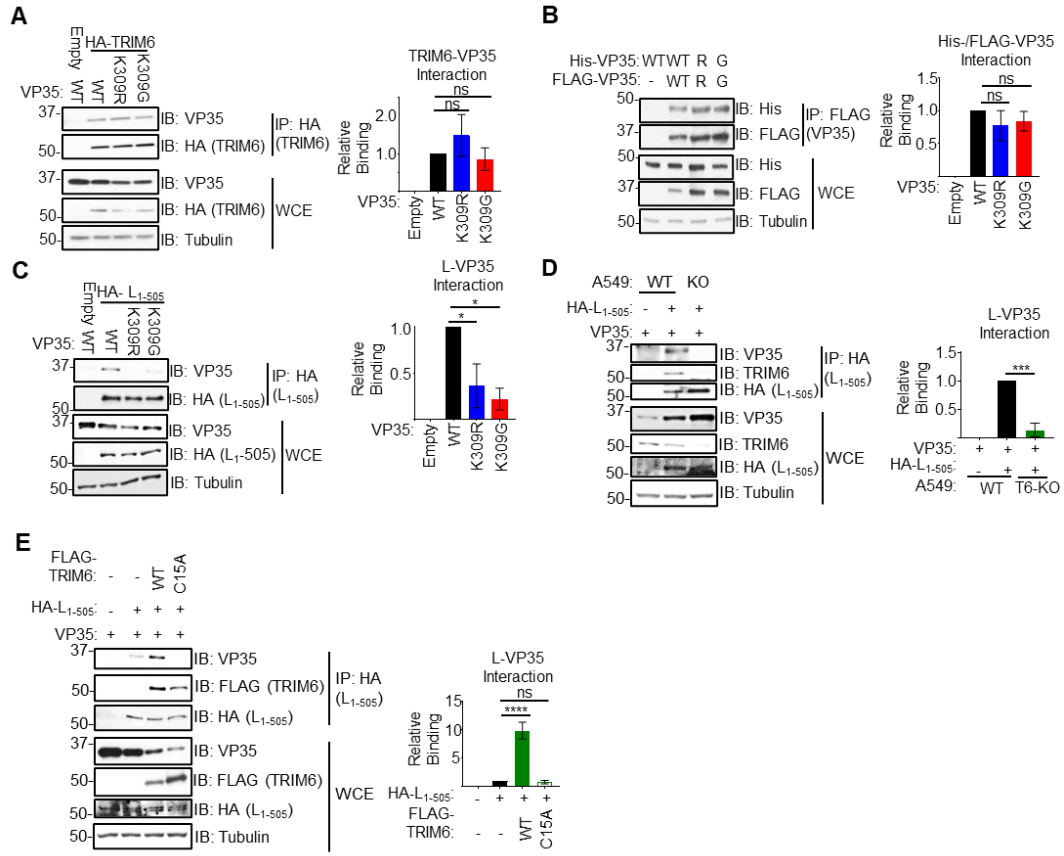 A
Empty
HA-TRIM6
VP35: WT WT K309R K309G
37-
IB: VP35
50-
IB: HA (TRIM6)
IP: HA
(TRIM6)
37-
IB: VP35
50-
IB: HA (TRIM6)
WCE
50-
IB: Tubulin
TRIM6-VP35
Interaction
ns
ns
2.0
1.0
Relative
Binding
VP35: Empty WT K309R K309G
B
His-VP35: WT WT R G
FLAG-VP35: - WT R G
50-
IB: His
37-
IB: FLAG
IP: FLAG
(VP35)
50-
IB: His
37-
IB: FLAG
WCE
50-
IB: Tubulin
His-/FLAG-VP35
Interaction
ns
ns
1.5
1.0
0.5
0.0
Relative
Binding
VP35: Empty WT K309R K309G
C
Empty
HA- L1-505
VP35: WT WT K309R K309G
37-
IB: VP35
50-
IB: HA (L1-505)
IP: HA
(L1-505)
37-
IB: VP35
50-
IB: HA (L1-505)
WCE
50-
IB: Tubulin
L-VP35
Interaction
*
*
1.0
0.5
Relative
Binding
VP35: Empty WT K309R K309G
D
A549: WT KO
HA-L1-505: - + +
VP35: + + +
37-
IB: VP35
50-
IB: TRIM6
50-
IB: HA (L1-505)
IP: HA
(L1-505)
37-
IB: VP35
50-
IB: TRIM6
50-
IB: HA (L1-505)
WCE
50-
IB: Tubulin
L-VP35
Interaction
***
1.5
1.0
0.5
0.0
Relative
Binding
VP35: + + +
HA-L1-505: - + +
A549: WT T6-KO
E
FLAG-
TRIM6: - - WT C15A
HA-L1-505: - + + +
VP35: + + + +
37-
IB: VP35
50-
IB: FLAG (TRIM6)
50-
IB: HA (L1-505)
IP: HA
(L1-505)
37-
IB: VP35
50-
IB: FLAG (TRIM6)
50-
IB: HA (L1-505)
WCE
50-
IB: Tubulin
L-VP35
Interaction
ns
****
15
10
5
Relative
Binding
HA-L1-505: - + + +
FLAG-
TRIM6: - - WT C15A